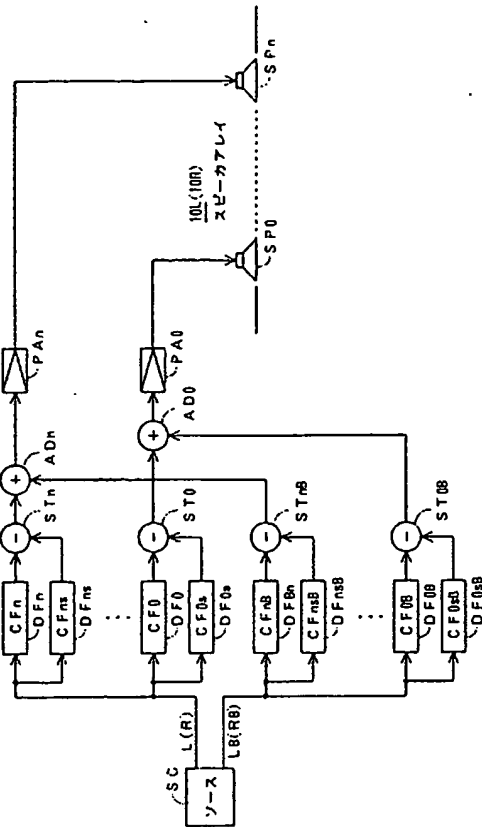 SC
ソース
L(R)
LB(RB)
CFn
DFn
CFns
DFns
STn
ADn
PAn
CF0
DF0
CF0s
DF0s
ST0
AD0
PA0
CFnB
DFBn
CFnsB
DFnsB
STnB
CF0B
DF0B
CF0sB
DF0sB
ST0B
−
−
−
−
+
+
10L(10R)
スピーカアレイ
SP0
SPn